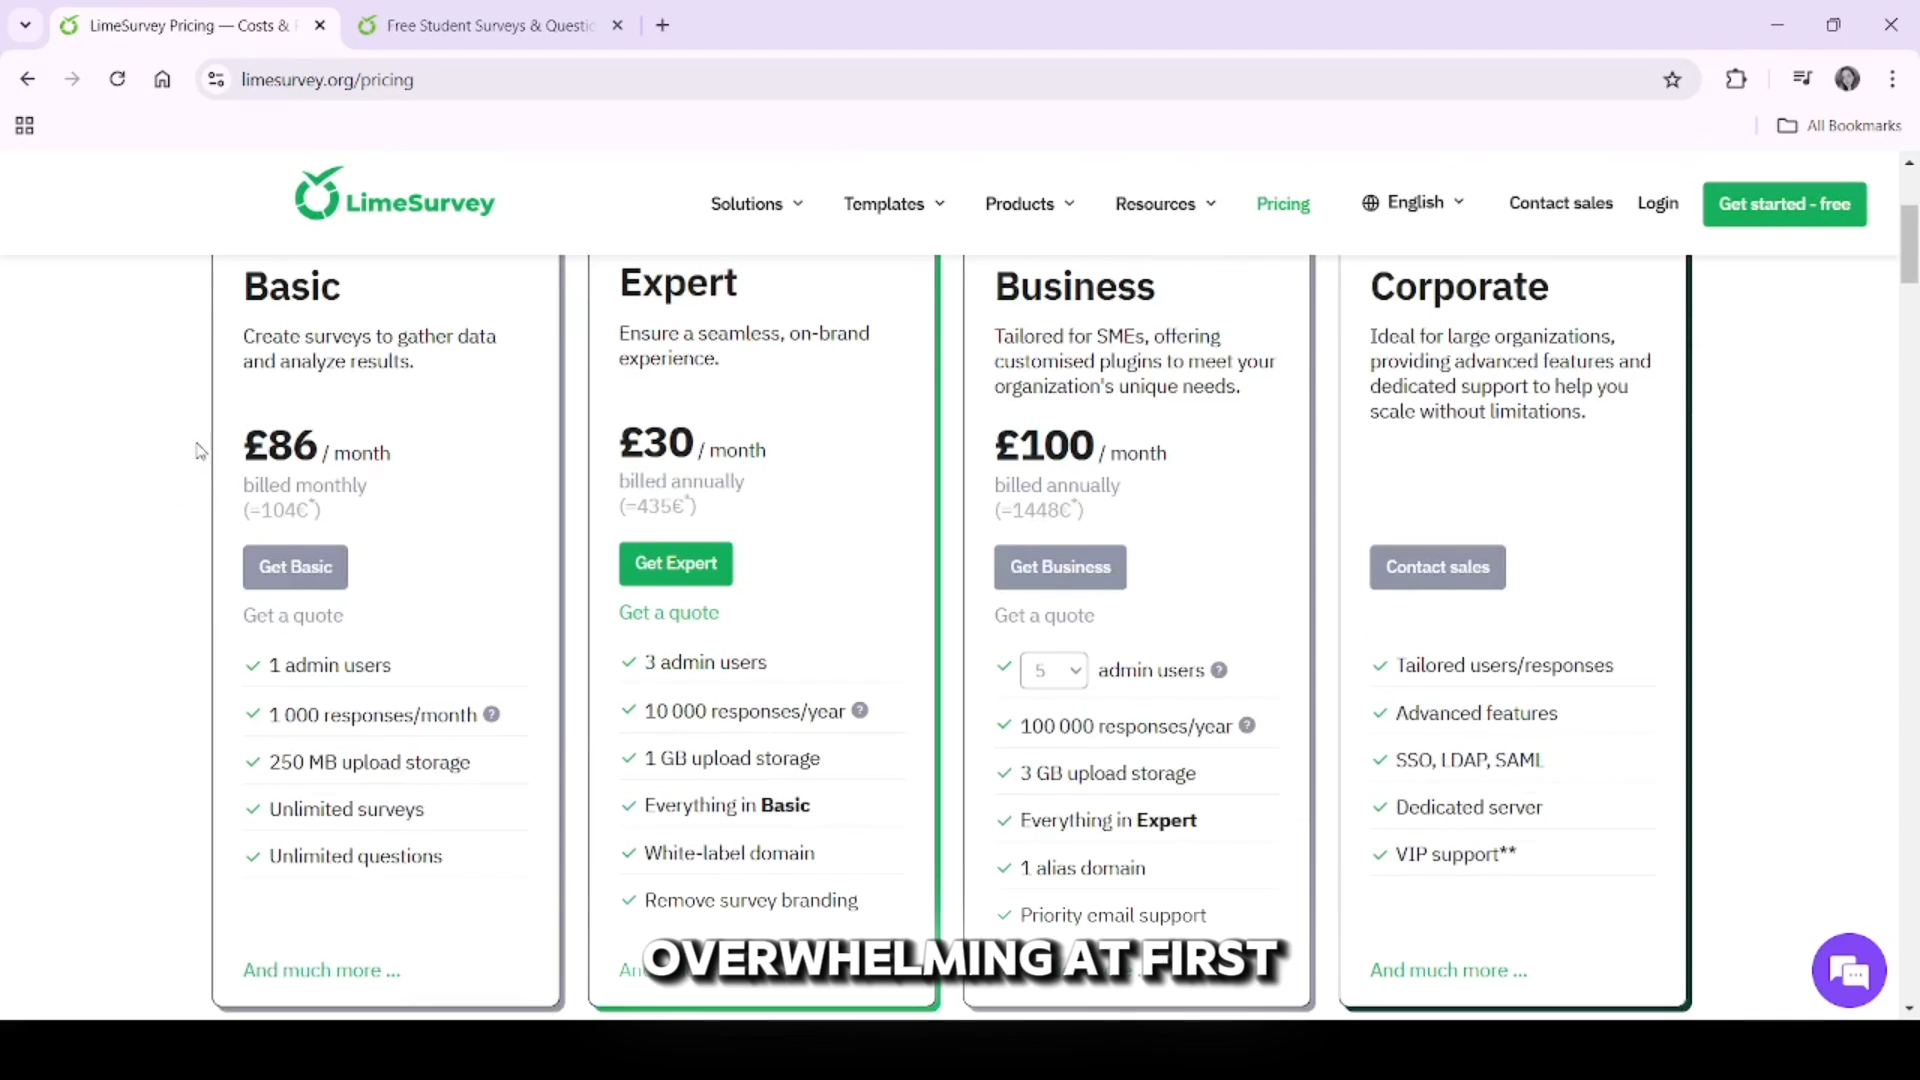 LimeSurvey Pricing — Costs &
Free Student Surveys & Questi
limesurvey.org/pricing
All Bookmarks
LimeSurvey
Solutions
Templates
Products
Resources
Pricing
English
Contact sales
Login
Get started - free
Basic
Create surveys to gather data
and analyze results.
£86 / month
billed monthly
(=104€*)
Get Basic
Get a quote
1 admin users
1 000 responses/month ?
250 MB upload storage
Unlimited surveys
Unlimited questions
And much more ...
Expert
Ensure a seamless, on-brand
experience.
£30 / month
billed annually
(=435€*)
Get Expert
Get a quote
3 admin users
10 000 responses/year ?
1 GB upload storage
Everything in Basic
White-label domain
Remove survey branding
Business
Tailored for SMEs, offering
customised plugins to meet your
organization's unique needs.
£100 / month
billed annually
(=1448€*)
Get Business
Get a quote
5 admin users ?
100 000 responses/year ?
3 GB upload storage
Everything in Expert
1 alias domain
Priority email support
Corporate
Ideal for large organizations,
providing advanced features and
dedicated support to help you
scale without limitations.
Contact sales
Tailored users/responses
Advanced features
SSO, LDAP, SAML
Dedicated server
VIP support**
And much more ...
OVERWHELMING AT FIRST